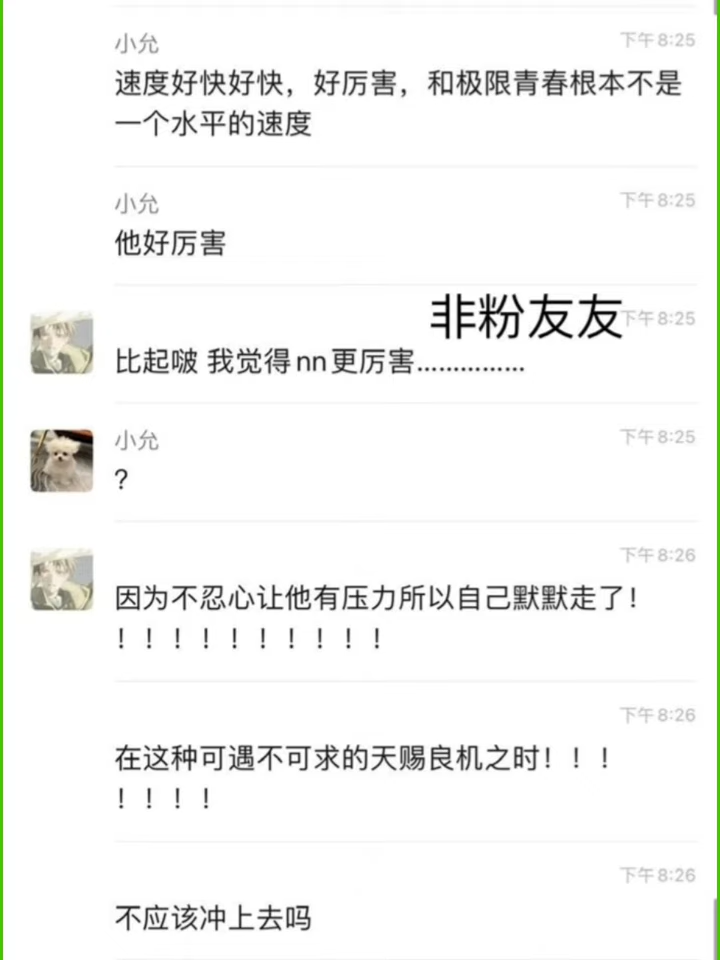 小允
下午8:25
速度好快好快，好厉害，和极限青春根本不是
一个水平的速度
小允
下午8:25
他好厉害
非粉友友
下午8:25
比起啵 我觉得nn更厉害……………
小允
下午8:25
?
下午8:26
因为不忍心让他有压力所以自己默默走了！
！！！！！！！！！！
下午8:26
在这种可遇不可求的天赐良机之时！！！
！！！！
下午8:26
不应该冲上去吗